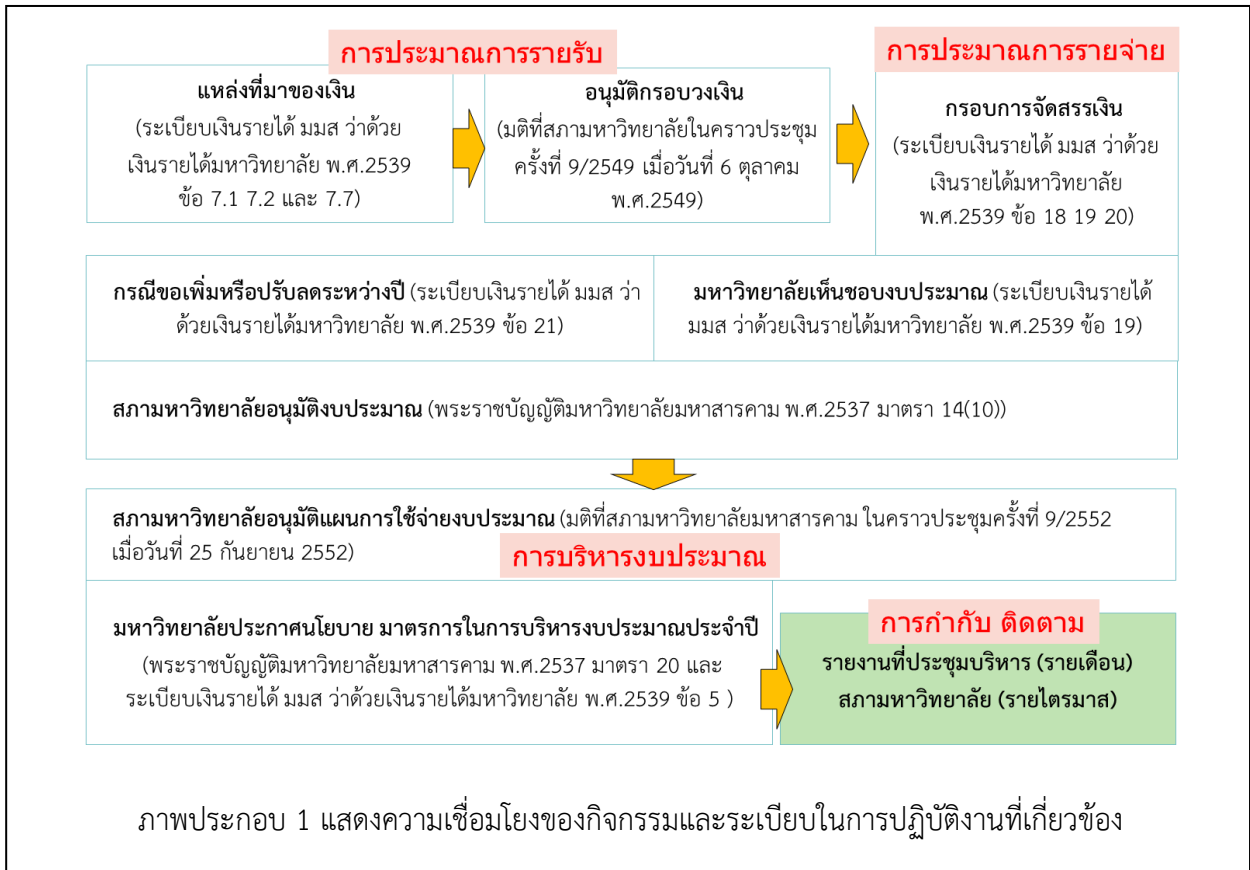 การประมาณการรายรับ
แหล่งที่มาของเงิน
(ระเบียบเงินรายได้ มมส ว่าด้วย
เงินรายได้มหาวิทยาลัย พ.ศ.2539
ข้อ 7.1 7.2 และ 7.7)
อนุมัติกรอบวงเงิน
(มติที่สภามหาวิทยาลัยในคราวประชุม
ครั้งที่ 9/2549 เมื่อวันที่ 6 ตุลาคม
พ.ศ.2549)
การประมาณการรายจ่าย
กรอบการจัดสรรเงิน
(ระเบียบเงินรายได้ มมส ว่าด้วย
เงินรายได้มหาวิทยาลัย
พ.ศ.2539 ข้อ 18 19 20)
กรณีขอเพิ่มหรือปรับลดระหว่างปี (ระเบียบเงินรายได้ มมส ว่า
ด้วยเงินรายได้มหาวิทยาลัย พ.ศ.2539 ข้อ 21)
มหาวิทยาลัยเห็นชอบงบประมาณ (ระเบียบเงินรายได้
มมส ว่าด้วยเงินรายได้มหาวิทยาลัย พ.ศ.2539 ข้อ 19)
สภามหาวิทยาลัยอนุมัติงบประมาณ (พระราชบัญญัติมหาวิทยาลัยมหาสารคาม พ.ศ.2537 มาตรา 14(10))
สภามหาวิทยาลัยอนุมัติแผนการใช้จ่ายงบประมาณ (มติที่สภามหาวิทยาลัยมหาสารคาม ในคราวประชุมครั้งที่ 9/2552
เมื่อวันที่ 25 กันยายน 2552)
การบริหารงบประมาณ
มหาวิทยาลัยประกาศนโยบาย มาตรการในการบริหารงบประมาณประจำปี
(พระราชบัญญัติมหาวิทยาลัยมหาสารคาม พ.ศ.2537 มาตรา 20 และ
ระเบียบเงินรายได้ มมส ว่าด้วยเงินรายได้มหาวิทยาลัย พ.ศ.2539 ข้อ 5 )
การกำกับ ติดตาม
รายงานที่ประชุมบริหาร (รายเดือน)
สภามหาวิทยาลัย (รายไตรมาส)
ภาพประกอบ 1 แสดงความเชื่อมโยงของกิจกรรมและระเบียบในการปฏิบัติงานที่เกี่ยวข้อง